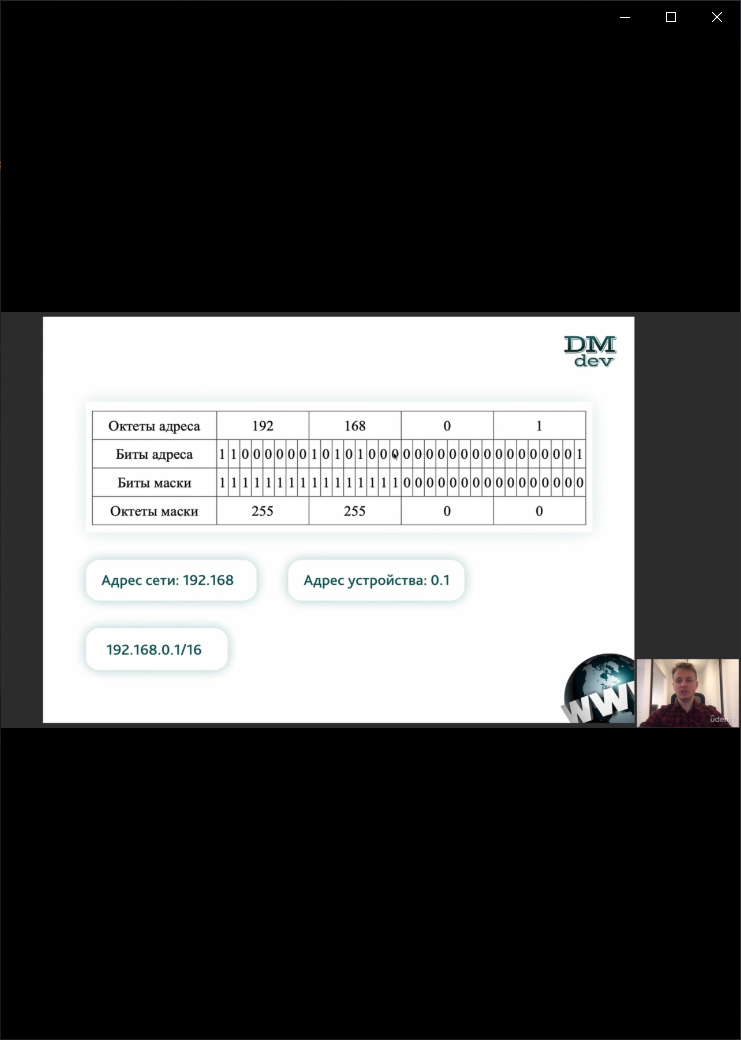 DM
dev
Октеты адреса 192 168 0 1
Биты адреса 1 1 0 0 0 0 0 0 1 0 1 0 1 0 0 0 0 0 0 0 0 0 0 0 0 0 0 0 0 0 0 1
Биты маски 1 1 1 1 1 1 1 1 1 1 1 1 1 1 1 1 0 0 0 0 0 0 0 0 0 0 0 0 0 0 0 0
Октеты маски 255 255 0 0
Адрес сети: 192.168 Адрес устройства: 0.1
192.168.0.1/16
WWW
udemy